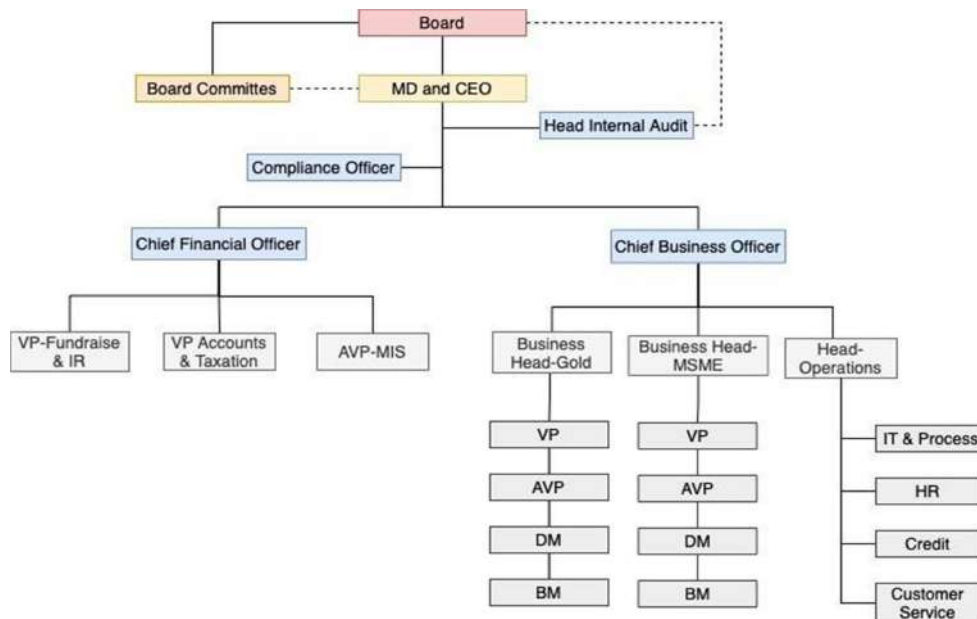 Board
Board Committes
MD and CEO
Head Internal Audit
Compliance Officer
Chief Financial Officer
Chief Business Officer
VP-Fundraise
& IR
VP Accounts
& Taxation
AVP-MIS
Business
Head-Gold
Business Head-
MSME
Head-
Operations
VP
AVP
DM
BM
VP
AVP
DM
BM
IT & Process
HR
Credit
Customer
Service